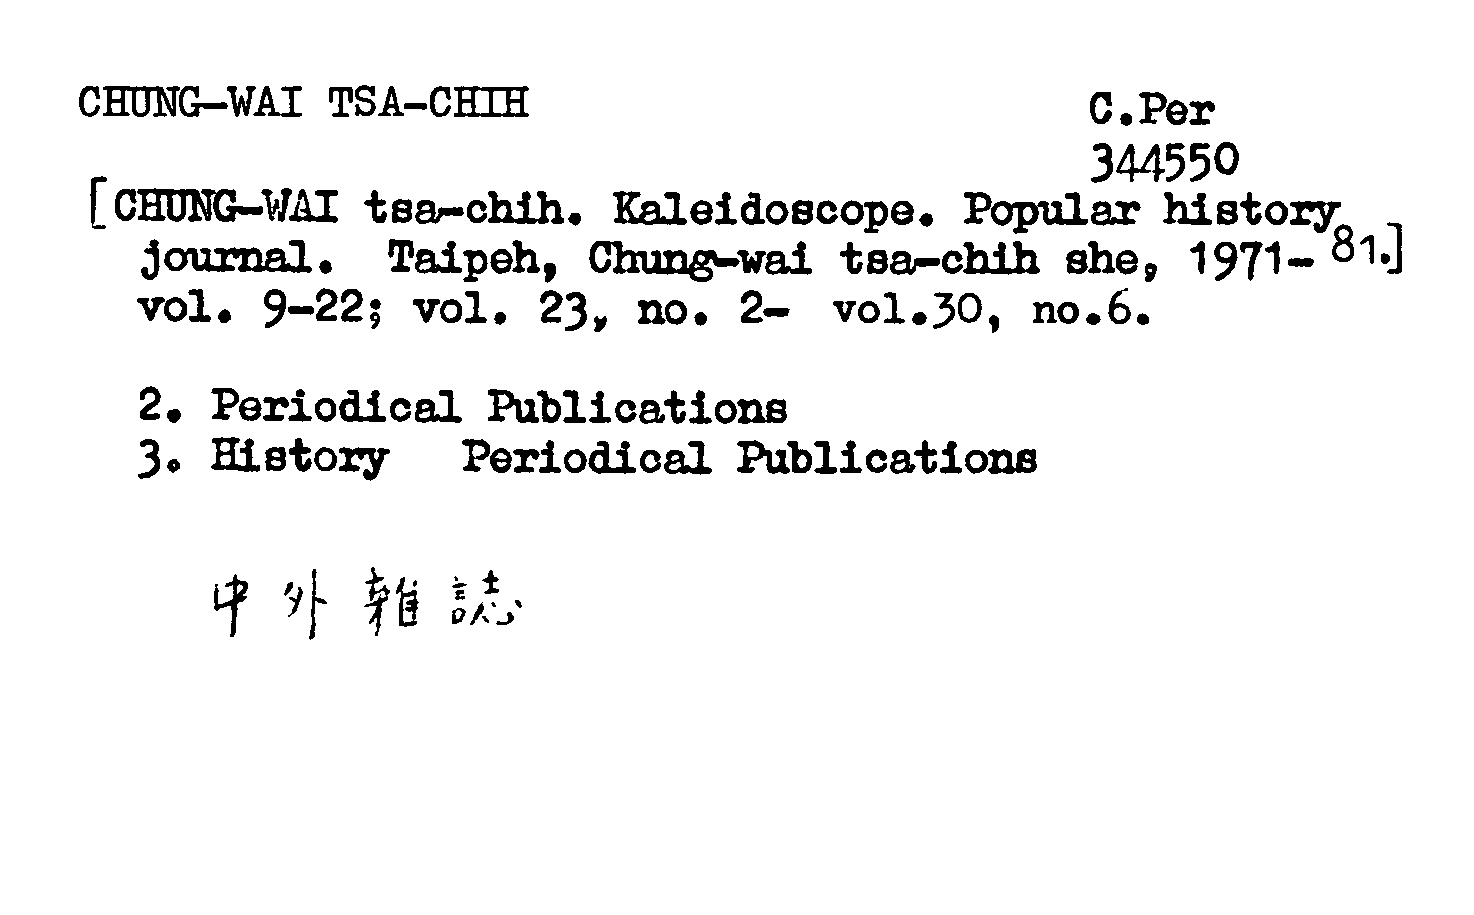 CHUNG-WAI TSA-CHIH
C.Per
344550
[CHUNG-WAI tsa-chih. Kaleidoscope. Popular history
journal. Taipeh, Chung-wai tsa-chih she, 1971- 81.]
vol. 9-22; vol. 23, no. 2- vol.30, no.6.
2. Periodical Publications
3. History Periodical Publications
中外雜誌